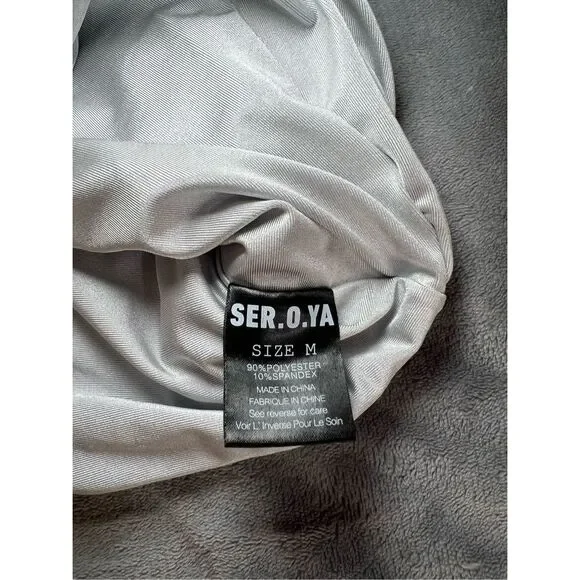 SER.O.YA
SIZE M
90%POLYESTER
10%SPANDEX
MADE IN CHINA
FABRIQUE IN CHINE
See reverse for care
Voir L' Inverse Pour Le Soin